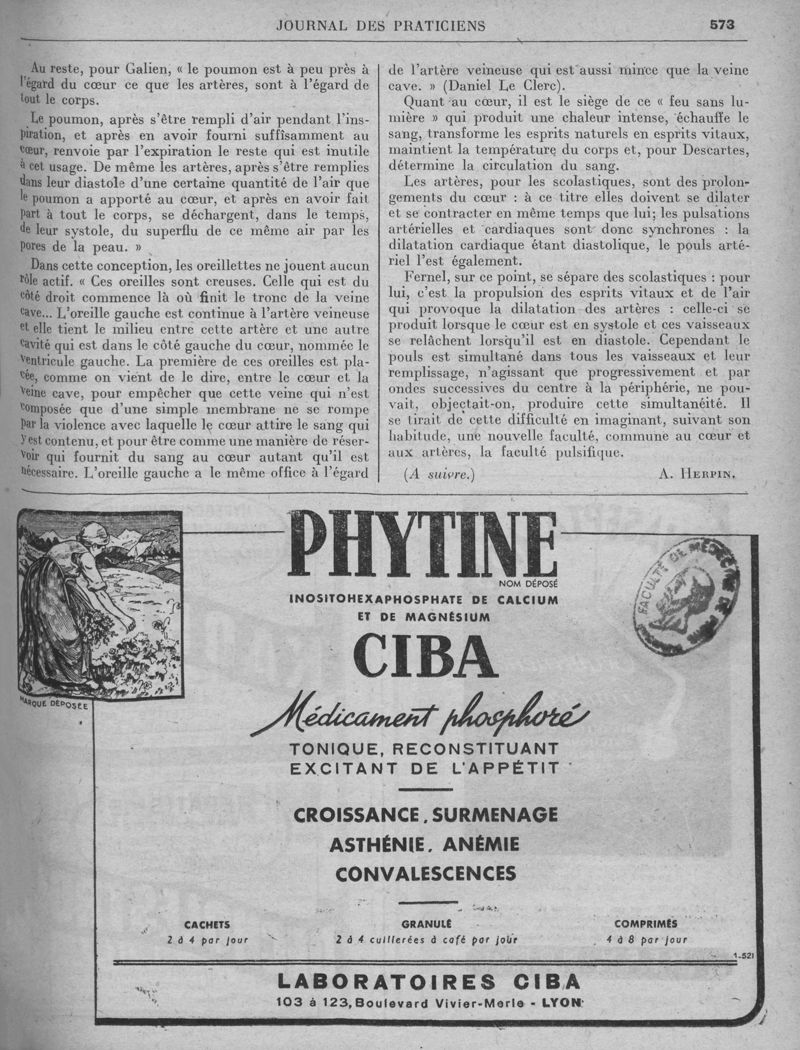 JOURNAL DES PRATICIENS 573
Au reste, pour Galien, « le poumon est à peu près à
l'égard du cœur ce que les artères, sont à l'égard de
tout le corps.
Le poumon, après s'être rempli d'air pendant l'ins-
piration, et après en avoir fourni suffisamment au
cœur, renvoie par l'expiration le reste qui est inutile
à cet usage. De même les artères, après s'être remplies
dans leur diastole d'une certaine quantité de l'air que
le poumon a apporté au cœur, et après en avoir fait
part à tout le corps, se déchargent, dans le temps,
de leur systole, du superflu de ce même air par les
pores de la peau. »
Dans cette conception, les oreillettes ne jouent aucun
rôle actif. « Ces oreilles sont creuses. Celle qui est du
côté droit commence là où finit le tronc de la veine
cave... L'oreille gauche est continue à l'artère veineuse
et elle tient le milieu entre cette artère et une autre
cavité qui est dans le côté gauche du cœur, nommée le
ventricule gauche. La première de ces oreilles est pla-
cée, comme on vient de le dire, entre le cœur et la
veine cave, pour empêcher que cette veine qui n'est
composée que d'une simple membrane ne se rompe
par la violence avec laquelle le cœur attire le sang qui
y est contenu, et pour être comme une manière de réser-
voir qui fournit du sang au cœur autant qu'il est
nécessaire. L'oreille gauche a le même office à l'égard
de l'artère veineuse qui est aussi mince que la veine
cave. » (Daniel Le Clerc).
Quant au cœur, il est le siège de ce « feu sans lu-
mière » qui produit une chaleur intense, échauffe le
sang, transforme les esprits naturels en esprits vitaux,
maintient la température du corps et, pour Descartes,
détermine la circulation du sang.
Les artères, pour les scolastiques, sont des prolon-
gements du cœur : à ce titre elles doivent se dilater
et se contracter en même temps que lui; les pulsations
artérielles et cardiaques sont donc synchrones : la
dilatation cardiaque étant diastolique, le pouls arté-
riel l'est également.
Fernel, sur ce point, se sépare des scolastiques : pour
lui, c'est la propulsion des esprits vitaux et de l'air
qui provoque la dilatation des artères : celle-ci se
produit lorsque le cœur est en systole et ces vaisseaux
se relâchent lorsqu'il est en diastole. Cependant le
pouls est simultané dans tous les vaisseaux et leur
remplissage, n'agissant que progressivement et par
ondes successives du centre à la périphérie, ne pou-
vait, objectait-on, produire cette simultanéité. Il
se tirait de cette difficulté en imaginant, suivant son
habitude, une nouvelle faculté, commune au cœur et
aux artères, la faculté pulsifique.
(A suivre.) A. HERPIN.
PHYTINE
NOM DÉPOSÉ
INOSITOHEXAPHOSPHATE DE CALCIUM
ET DE MAGNÉSIUM
CIBA
MARQUE DÉPOSÉE
FACULTÉ DE MÉDECINE DE
Médicament phosphoré
TONIQUE, RECONSTITUANT
EXCITANT DE L'APPÉTIT
CROISSANCE, SURMENAGE
ASTHÉNIE, ANÉMIE
CONVALESCENCES
CACHETS GRANULÉ COMPRIMÉS
2 à 4 par jour 2 à 4 cuillerées à café par jour 4 à 8 par jour
1-521
LABORATOIRES CIBA
103 à 123, Boulevard Vivier-Merle - LYON